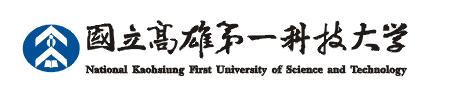 國立高雄第一科技大学
National Kaohsiung First University of Science and Technology